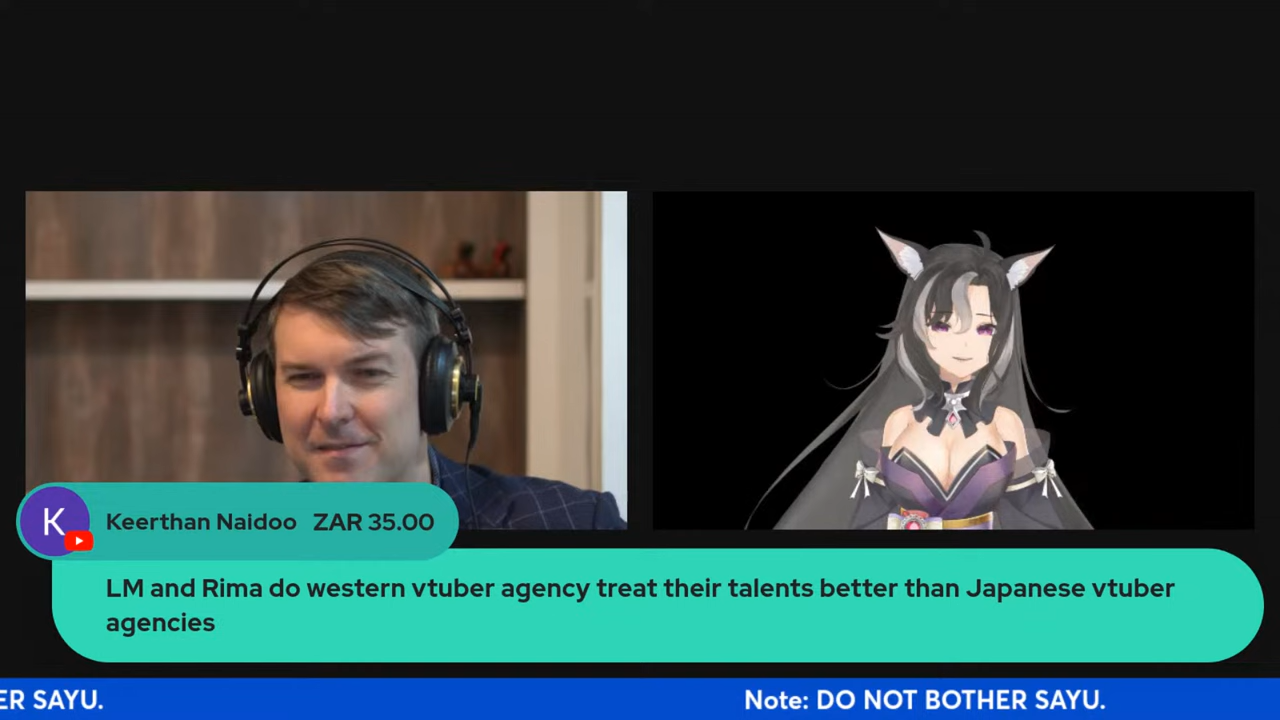 K
Keerthan Naidoo ZAR 35.00
LM and Rima do western vtuber agency treat their talents better than Japanese vtuber
agencies
ER SAYU.
Note: DO NOT BOTHER SAYU.